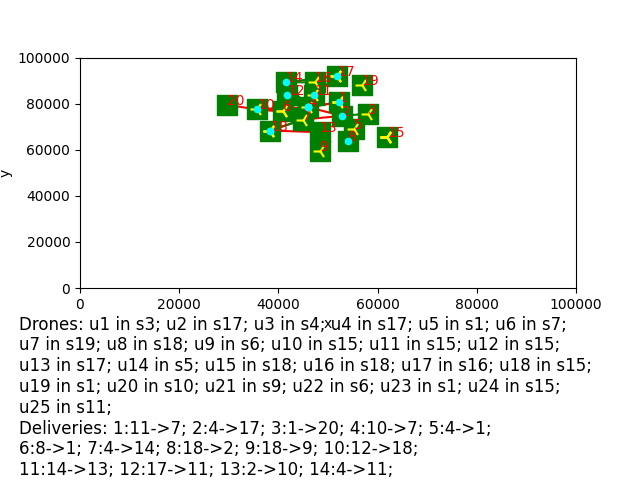 100000
80000
60000
40000
20000
0
y
20
17
19
15
0 20000 40000 60000 80000 100000
x
Drones: u1 in s3; u2 in s17; u3 in s4; u4 in s17; u5 in s1; u6 in s7;
u7 in s19; u8 in s18; u9 in s6; u10 in s15; u11 in s15; u12 in s15;
u13 in s17; u14 in s5; u15 in s18; u16 in s18; u17 in s16; u18 in s15;
u19 in s1; u20 in s10; u21 in s9; u22 in s6; u23 in s1; u24 in s15;
u25 in s11;
Deliveries: 1:11->7; 2:4->17; 3:1->20; 4:10->7; 5:4->1;
6:8->1; 7:4->14; 8:18->2; 9:18->9; 10:12->18;
11:14->13; 12:17->11; 13:2->10; 14:4->11;